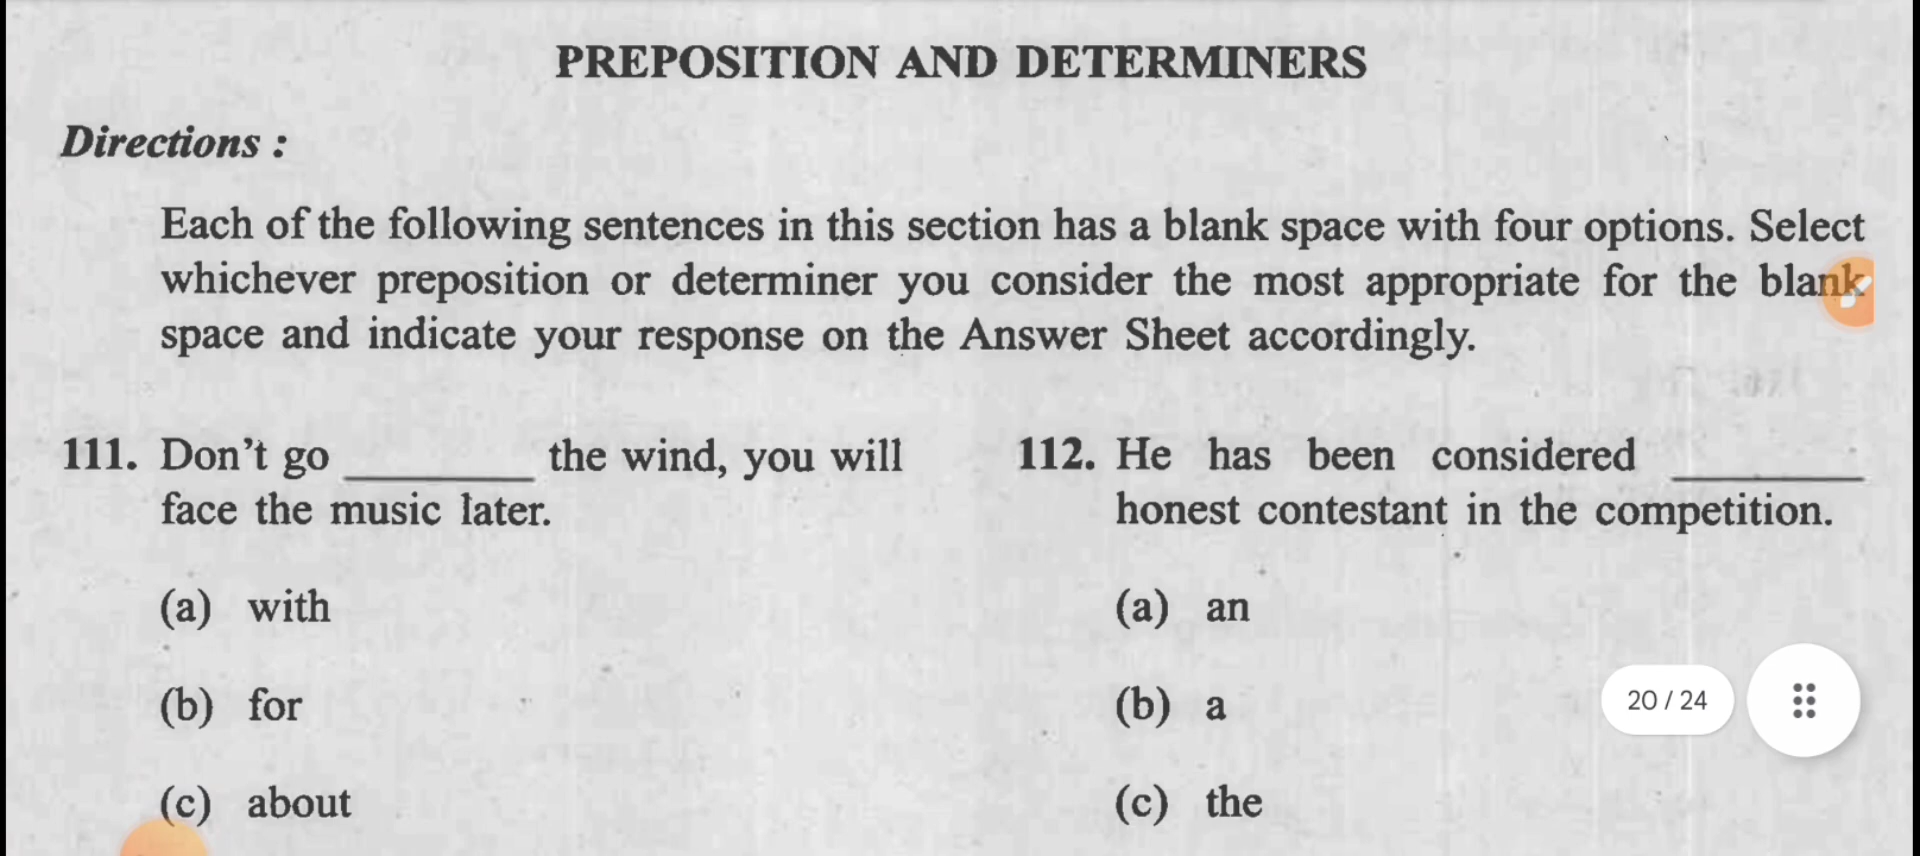 PREPOSITION AND DETERMINERS
Directions :
Each of the following sentences in this section has a blank space with four options. Select
whichever preposition or determiner you consider the most appropriate for the blank
space and indicate your response on the Answer Sheet accordingly.
111. Don't go ________ the wind, you will
face the music later.
(a) with
(b) for
(c) about
112. He has been considered ________
honest contestant in the competition.
(a) an
(b) a
(c) the
20 / 24